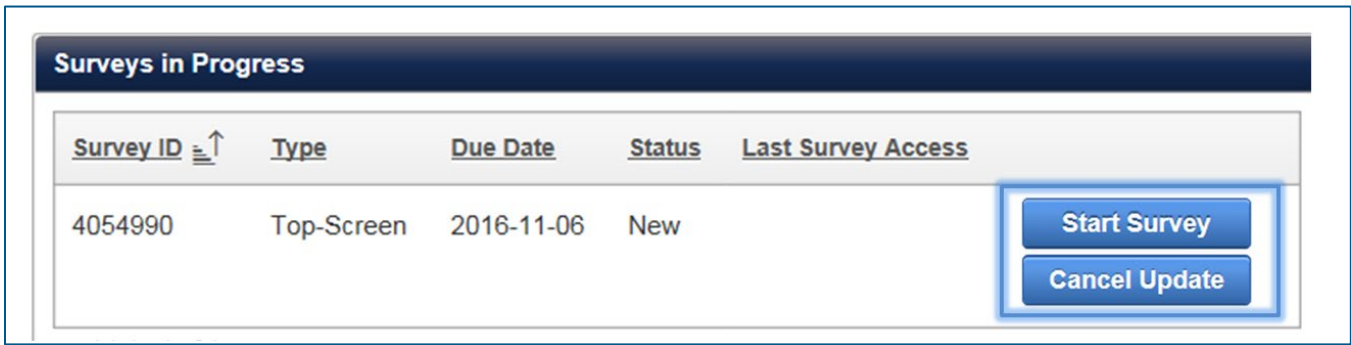 Surveys in Progress
Survey ID Type Due Date Status Last Survey Access
4054990 Top-Screen 2016-11-06 New Start Survey
Cancel Update